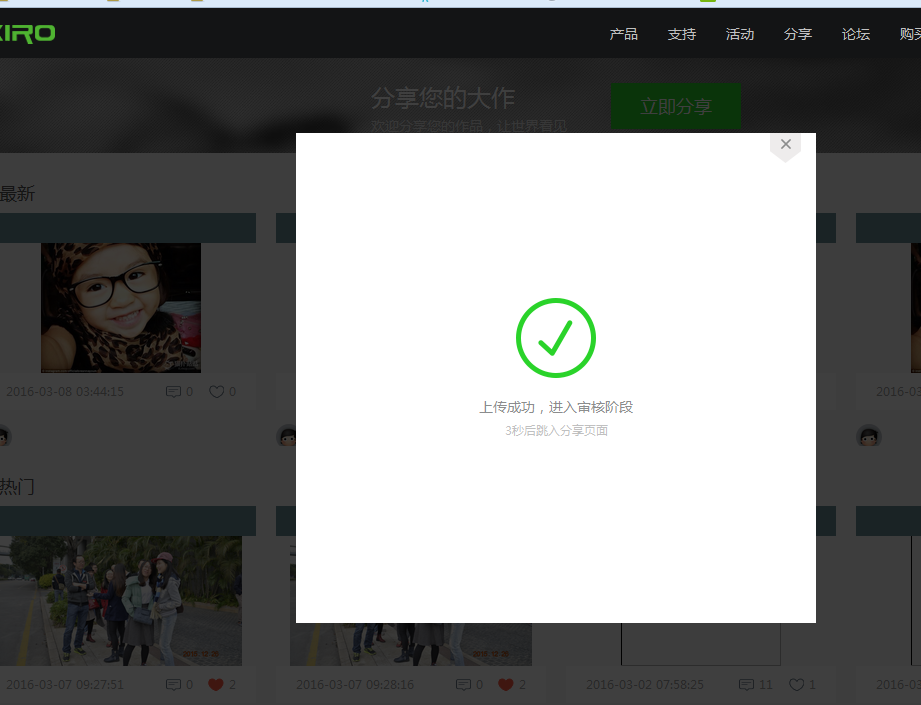 XIRO
产品 支持 活动 分享 论坛 购买
分享您的大作
立即分享
欢迎分享您的作品，让世界看见
最新
2016-03-08 03:44:15 0 0
2016-03
上传成功，进入审核阶段
3秒后跳入分享页面
热门
2016-03-07 09:27:51 0 2
2016-03-07 09:28:16 0 2
2016-03-02 07:58:25 11 1
2016-03